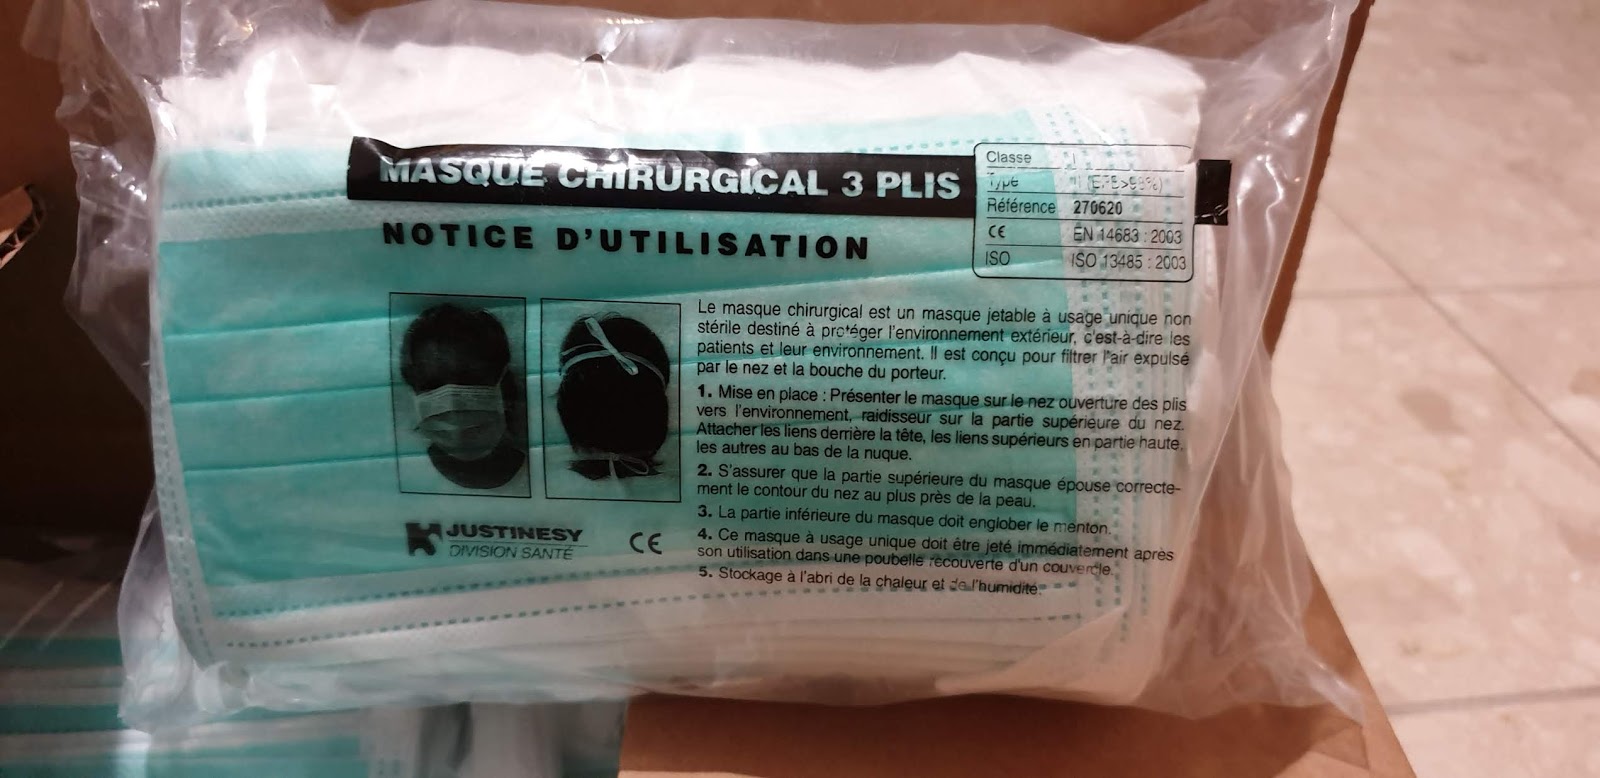 MASQUE CHIRURGICAL 3 PLIS
NOTICE D'UTILISATION
Classe I
Type
Référence 270620
CE EN 14683 : 2003
ISO ISO 13485 : 2003
Le masque chirurgical est un masque jetable à usage unique non
stérile destiné à protéger l'environnement extérieur, c'est-à-dire les
patients et leur environnement. Il est conçu pour filtrer l'air expulsé
par le nez et la bouche du porteur.
1. Mise en place : Présenter le masque sur le nez ouverture des plis
vers l'environnement, raidisseur sur la partie supérieure du nez.
Attacher les liens derrière la tête, les liens supérieurs en partie haute,
les autres au bas de la nuque.
2. S'assurer que la partie supérieure du masque épouse correcte-
ment le contour du nez au plus près de la peau.
3. La partie inférieure du masque doit englober le menton.
4. Ce masque à usage unique doit être jeté immédiatement après
son utilisation dans une poubelle recouverte d'un couvercle.
5. Stockage à l'abri de la chaleur et de l'humidité.
JUSTINESY
DIVISION SANTÉ
CE